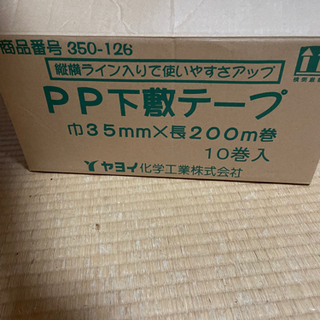 商品番号 350-126
縦横ライン入りで使いやすさアップ
PP下敷テープ
巾35mm×長200m巻
10巻入
ヤヨイ化学工業株式会社